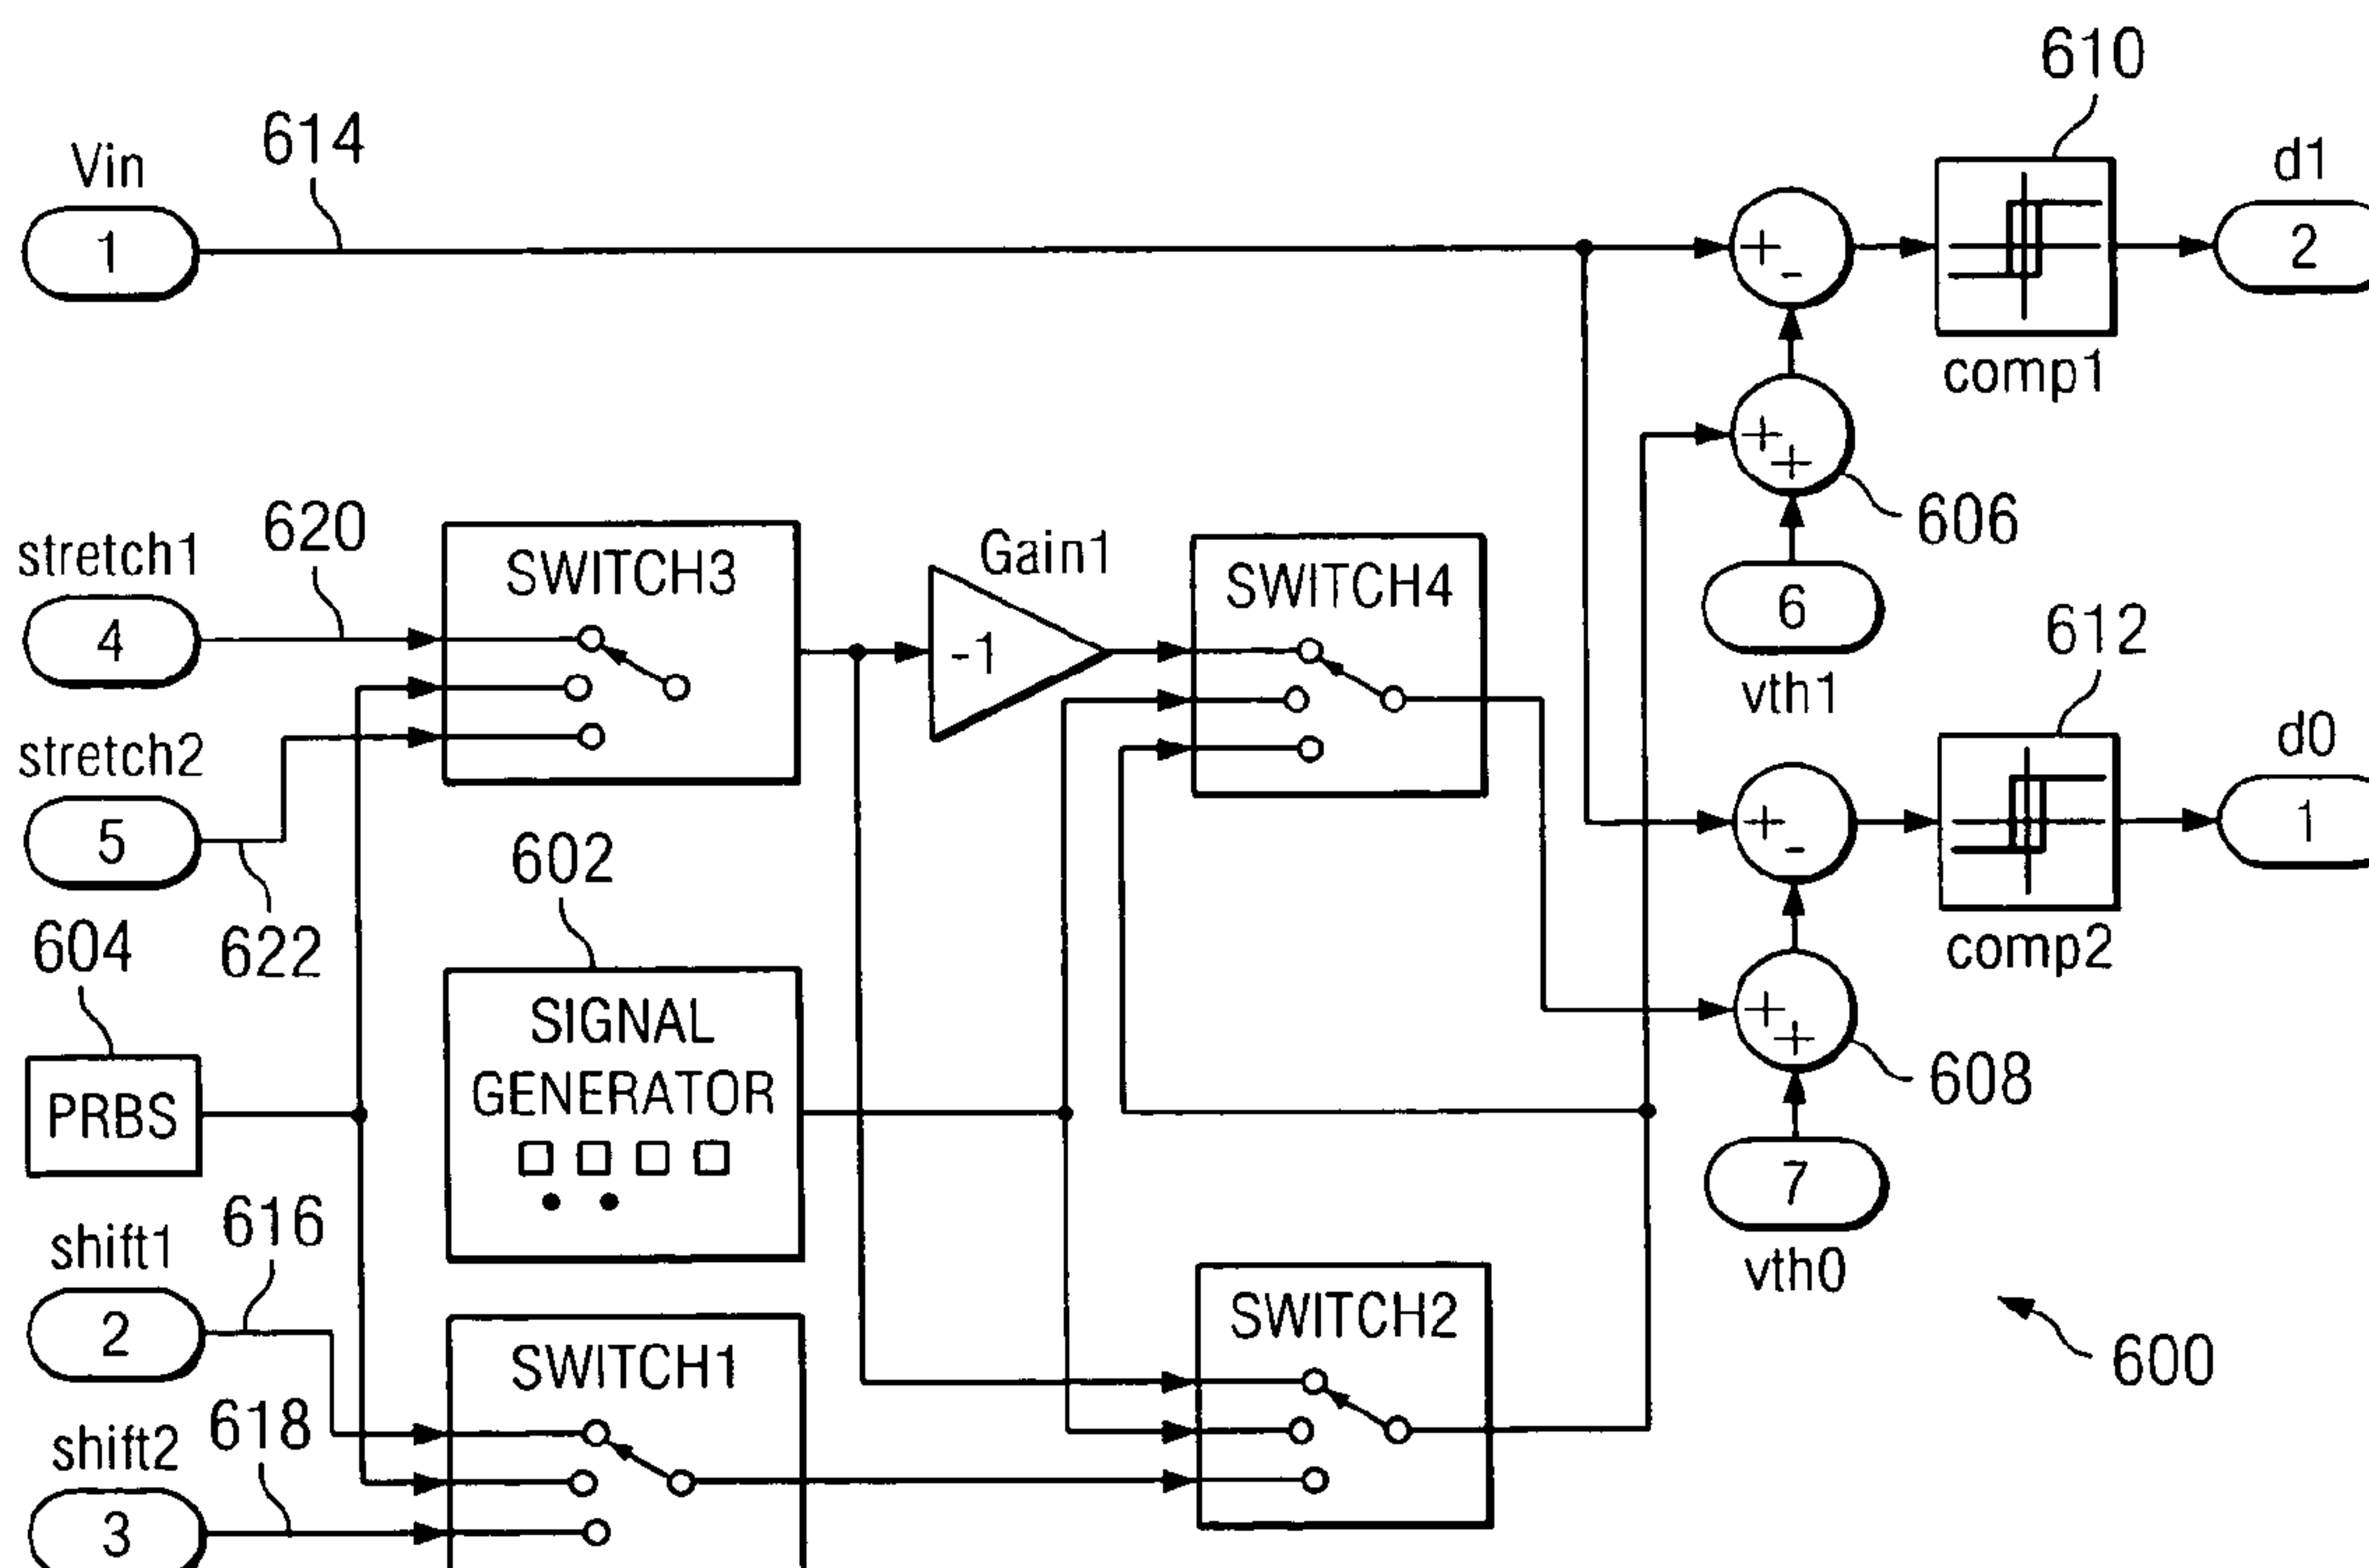 610
614
Vin
d1
1
+
-
2
comp1
+
+
620
606
stretch1
SWITCH3
Gain1
SWITCH4
612
4
-1
6
vth1
d0
stretch2
5
602
+
-
1
604
622
comp2
SIGNAL
GENERATOR
+
+
608
PRBS
7
616
shift1
vth0
2
SWITCH1
SWITCH2
600
618
shift2
3